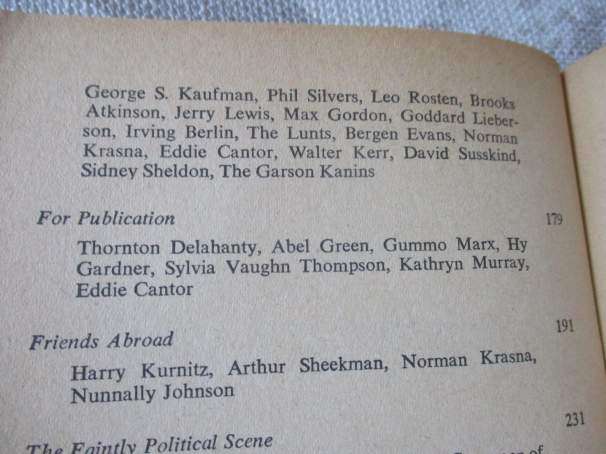 George S. Kaufman, Phil Silvers, Leo Rosten, Brooks
Atkinson, Jerry Lewis, Max Gordon, Goddard Lieber-
son, Irving Berlin, The Lunts, Bergen Evans, Norman
Krasna, Eddie Cantor, Walter Kerr, David Susskind,
Sidney Sheldon, The Garson Kanins
For Publication 179
Thornton Delahanty, Abel Green, Gummo Marx, Hy
Gardner, Sylvia Vaughn Thompson, Kathryn Murray,
Eddie Cantor
Friends Abroad 191
Harry Kurnitz, Arthur Sheekman, Norman Krasna,
Nunnally Johnson
The Faintly Political Scene 231
of